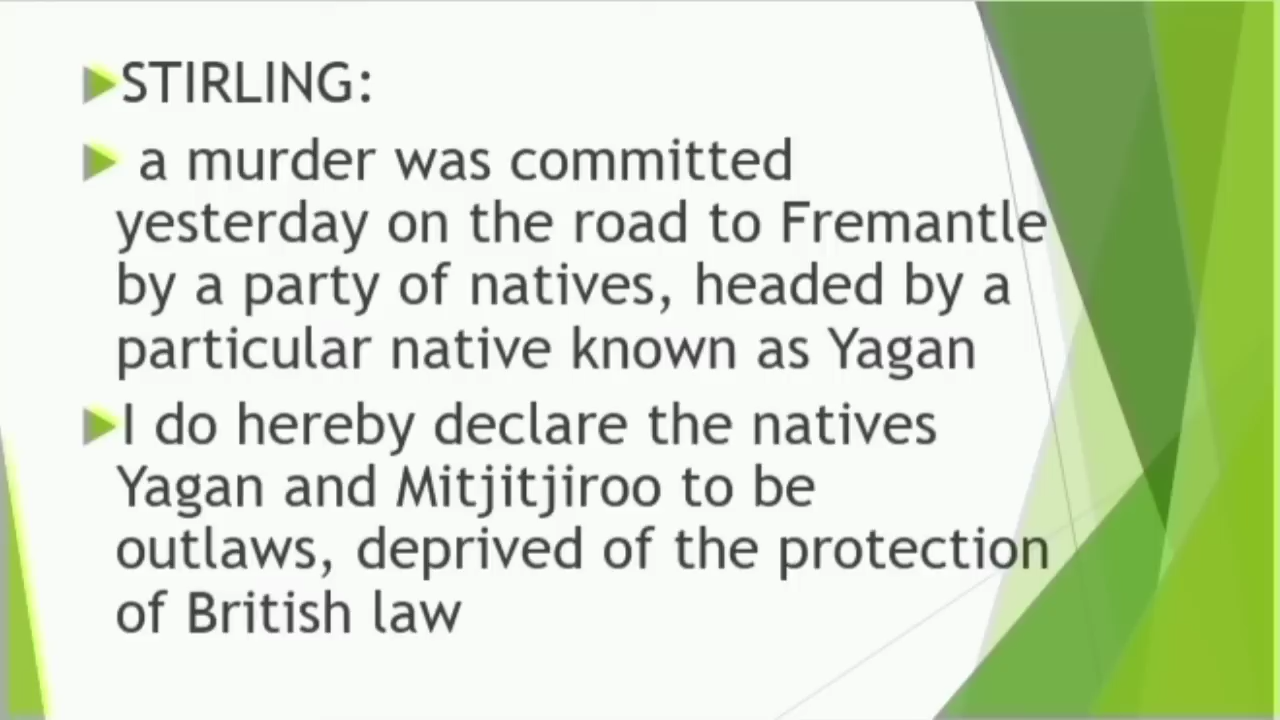 STIRLING:
a murder was committed
yesterday on the road to Fremantle
by a party of natives, headed by a
particular native known as Yagan
I do hereby declare the natives
Yagan and Mitjitjiroo to be
outlaws, deprived of the protection
of British law